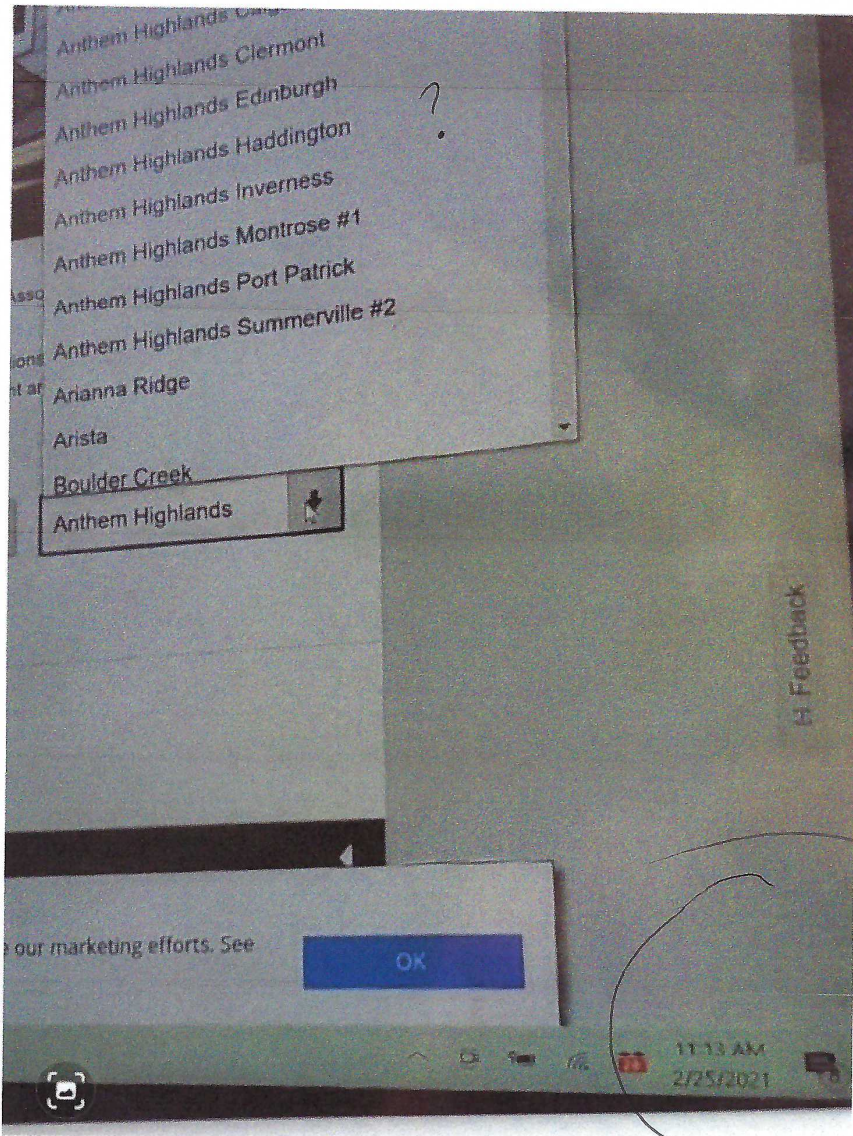 Anthem Highlands
Anthem Highlands Clermont
Anthem Highlands Edinburgh
Anthem Highlands Haddington
?
Anthem Highlands Inverness
Anthem Highlands Montrose #1
Anthem Highlands Port Patrick
Anthem Highlands Summerville #2
Arianna Ridge
Arista
Boulder Creek
Anthem Highlands
Feedback
our marketing efforts. See
OK
11:13 AM
2/25/2021